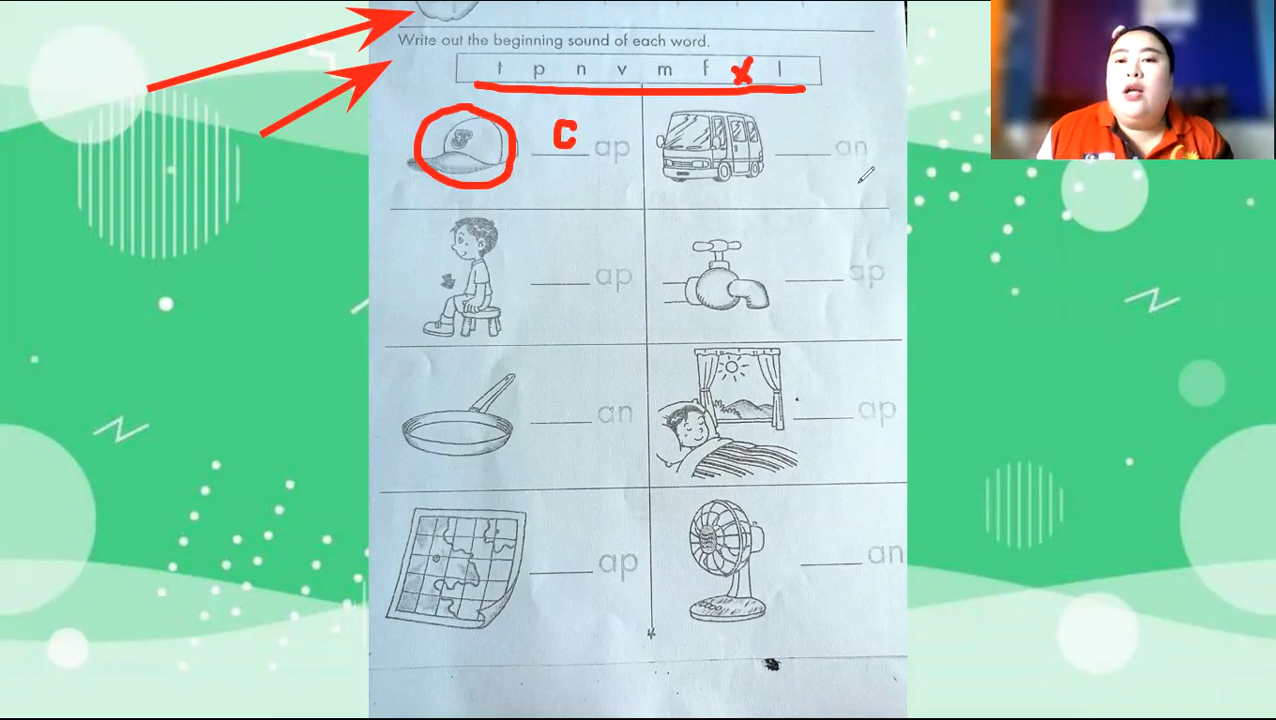 Write out the beginning sound of each word.
t p n v m f l
c ap
an
ap
ap
an
ap
ap
an